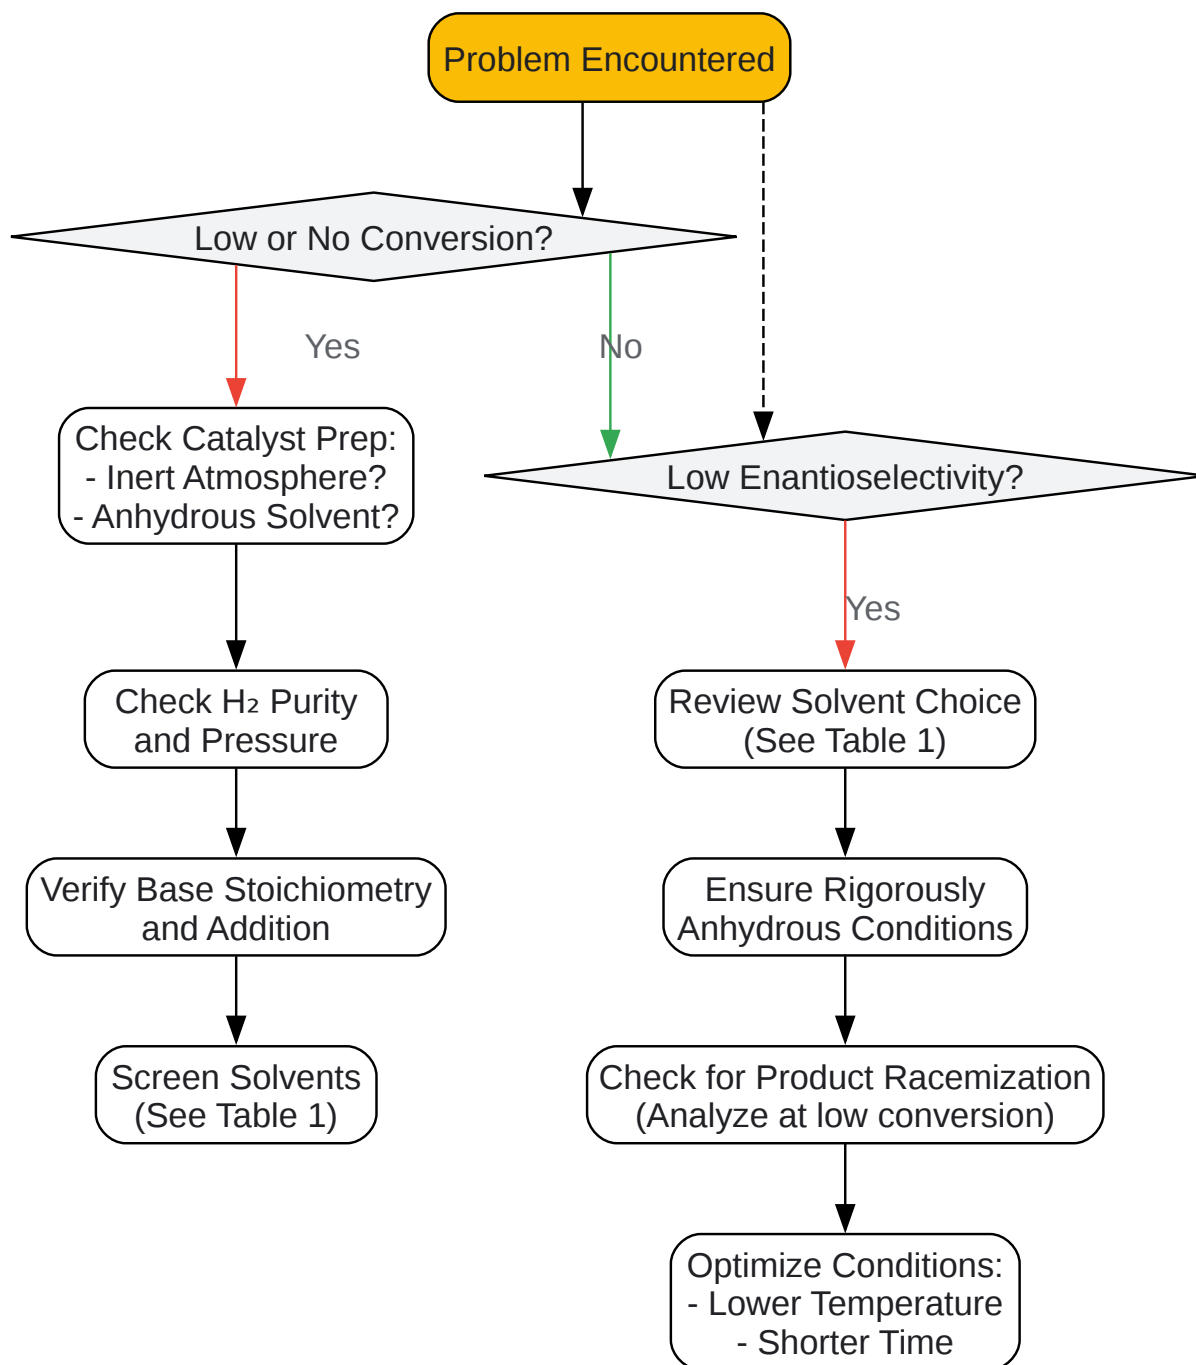 Problem Encountered
Low or No Conversion?
Yes
No
Check Catalyst Prep:
- Inert Atmosphere?
- Anhydrous Solvent?
Low Enantioselectivity?
Yes
Check H₂ Purity
and Pressure
Review Solvent Choice
(See Table 1)
Verify Base Stoichiometry
and Addition
Ensure Rigorously
Anhydrous Conditions
Screen Solvents
(See Table 1)
Check for Product Racemization
(Analyze at low conversion)
Optimize Conditions:
- Lower Temperature
- Shorter Time